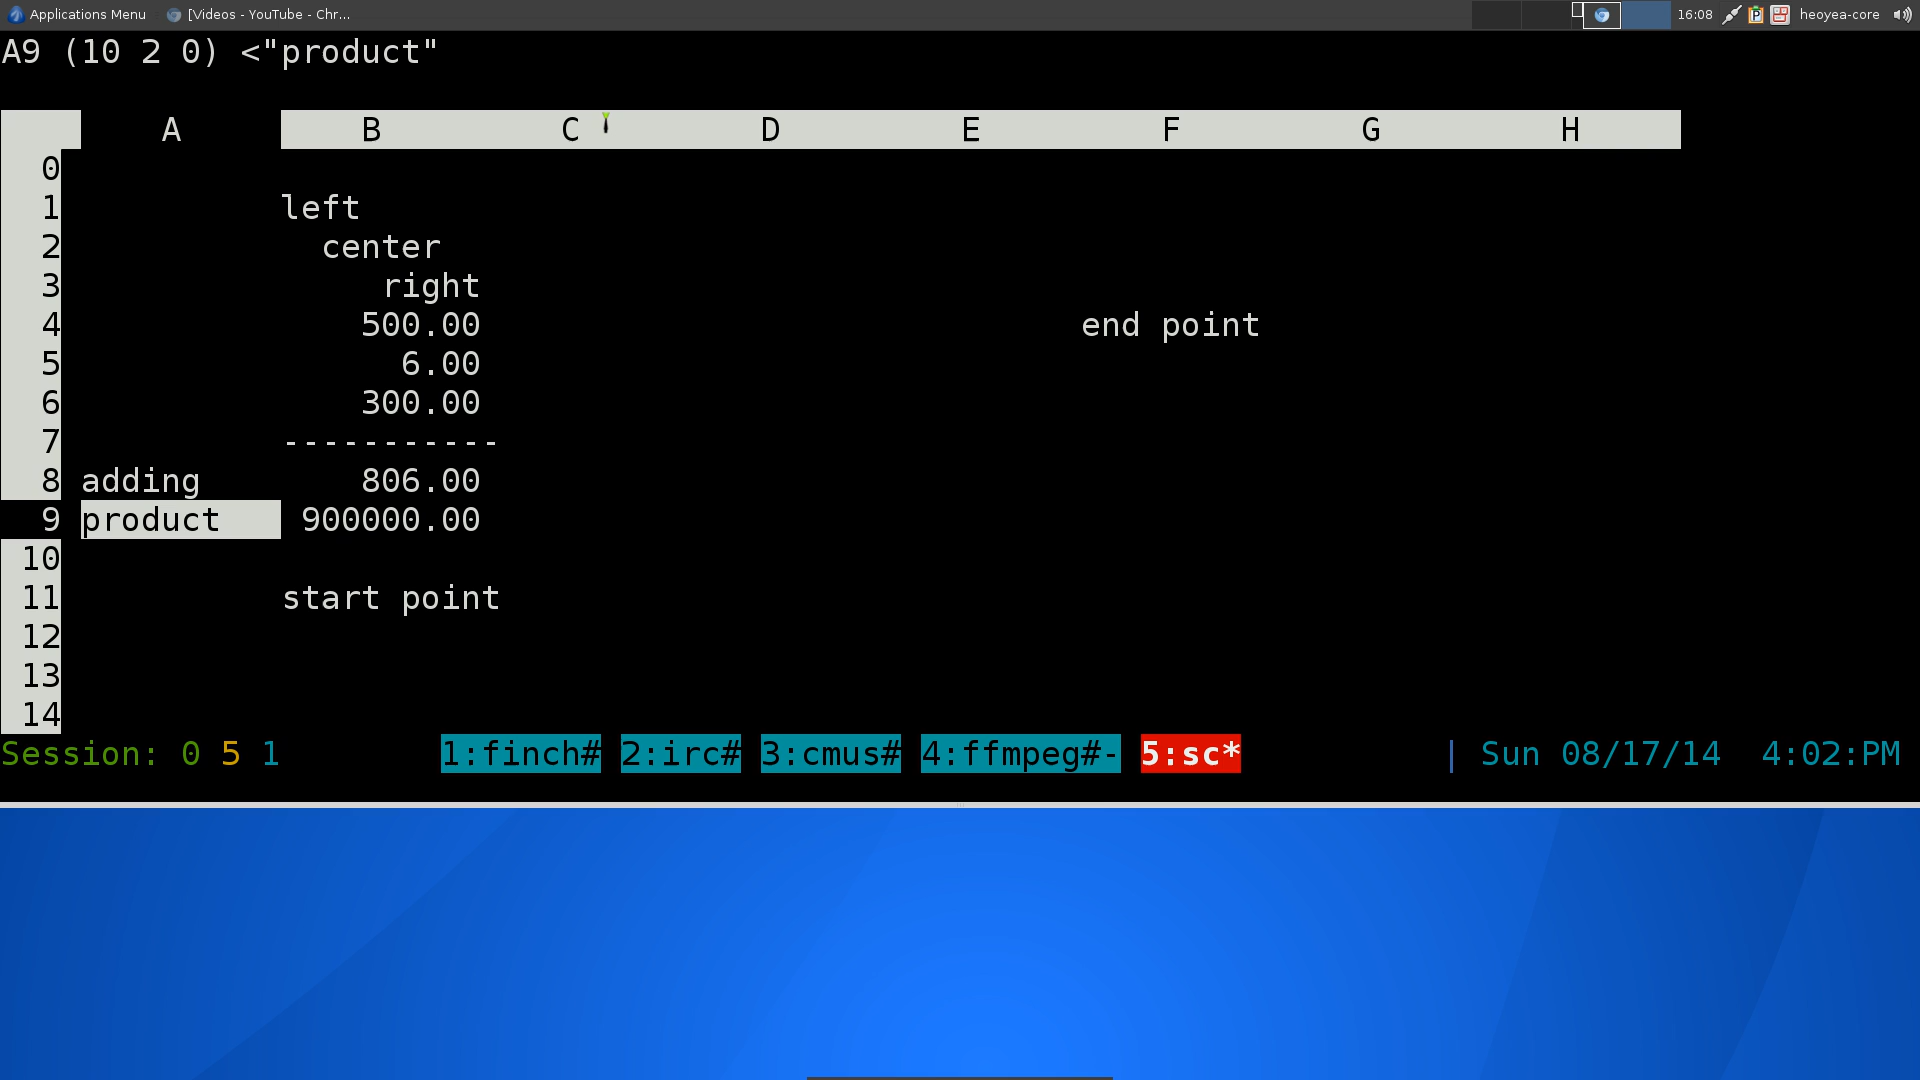 Applications Menu [Videos - YouTube - Chr... 16:08 heoyea-core
A9 (10 2 0) <"product"
A B C D E F G H
0
1 left
2 center
3 right
4 500.00 end point
5 6.00
6 300.00
7 -----------
8 adding 806.00
9 product 900000.00
10
11 start point
12
13
14
Session: 0 5 1 1:finch# 2:irc# 3:cmus# 4:ffmpeg#- 5:sc* | Sun 08/17/14 4:02:PM